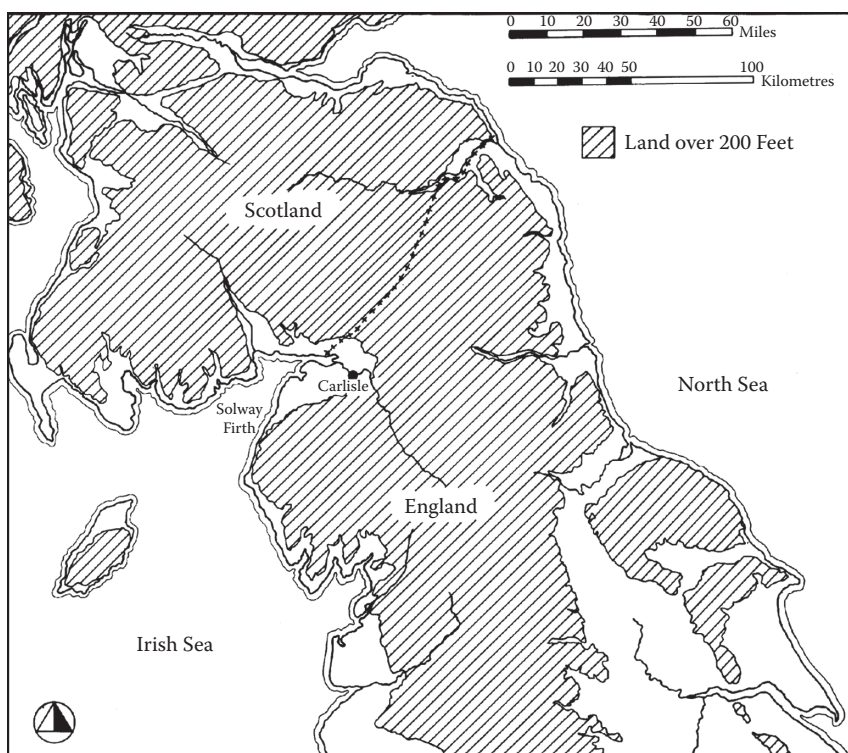 0 10 20 30 40 50 60
Miles
0 10 20 30 40 50 100
Kilometres
Land over 200 Feet
Scotland
Carlisle
North Sea
Solway
Firth
England
Irish Sea